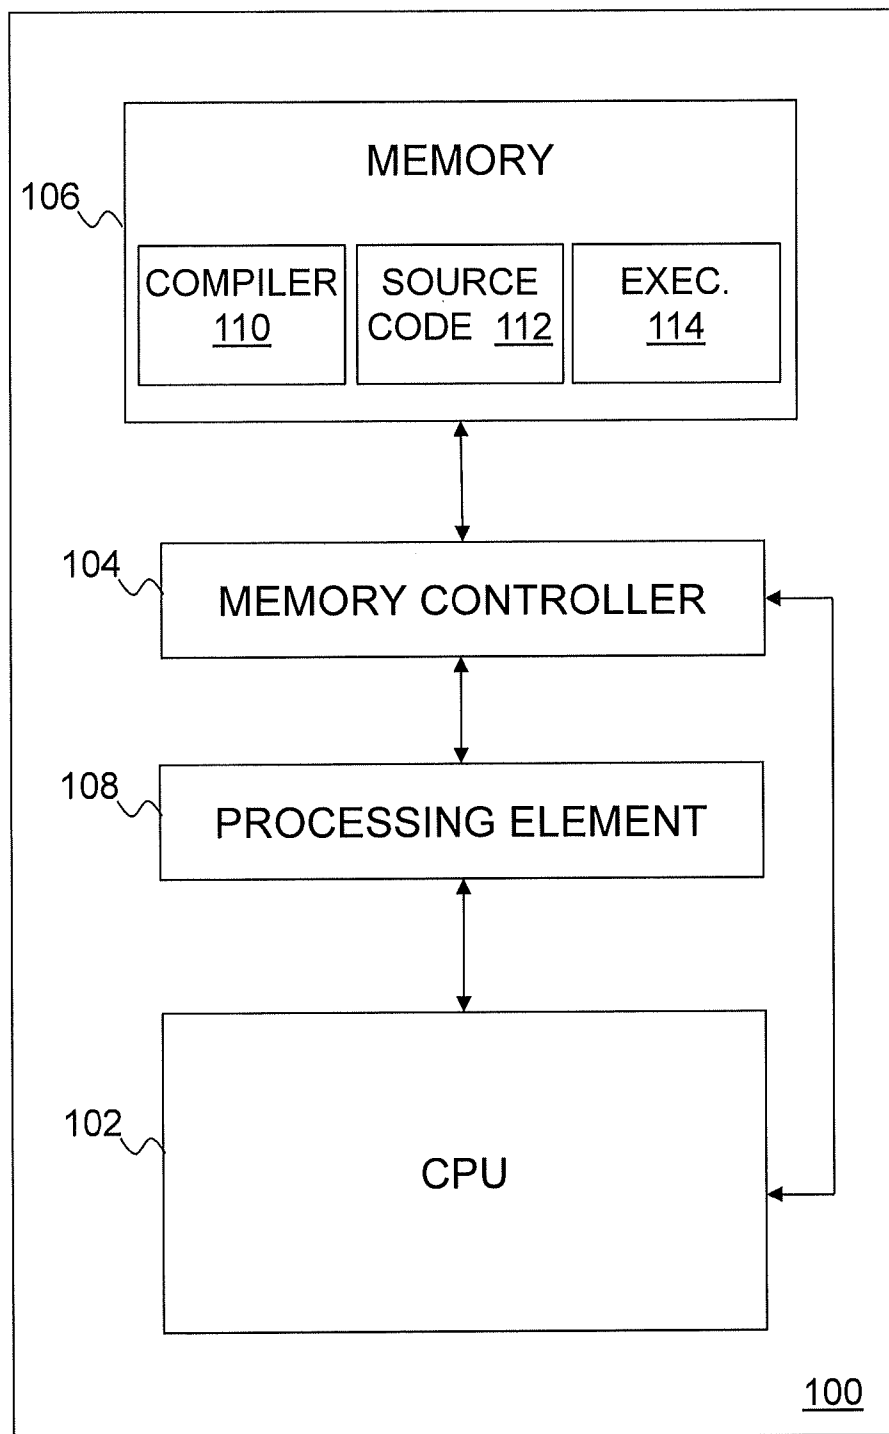 MEMORY
106
COMPILER
110
SOURCE
CODE 112
EXEC.
114
104
MEMORY CONTROLLER
108
PROCESSING ELEMENT
102
CPU
100